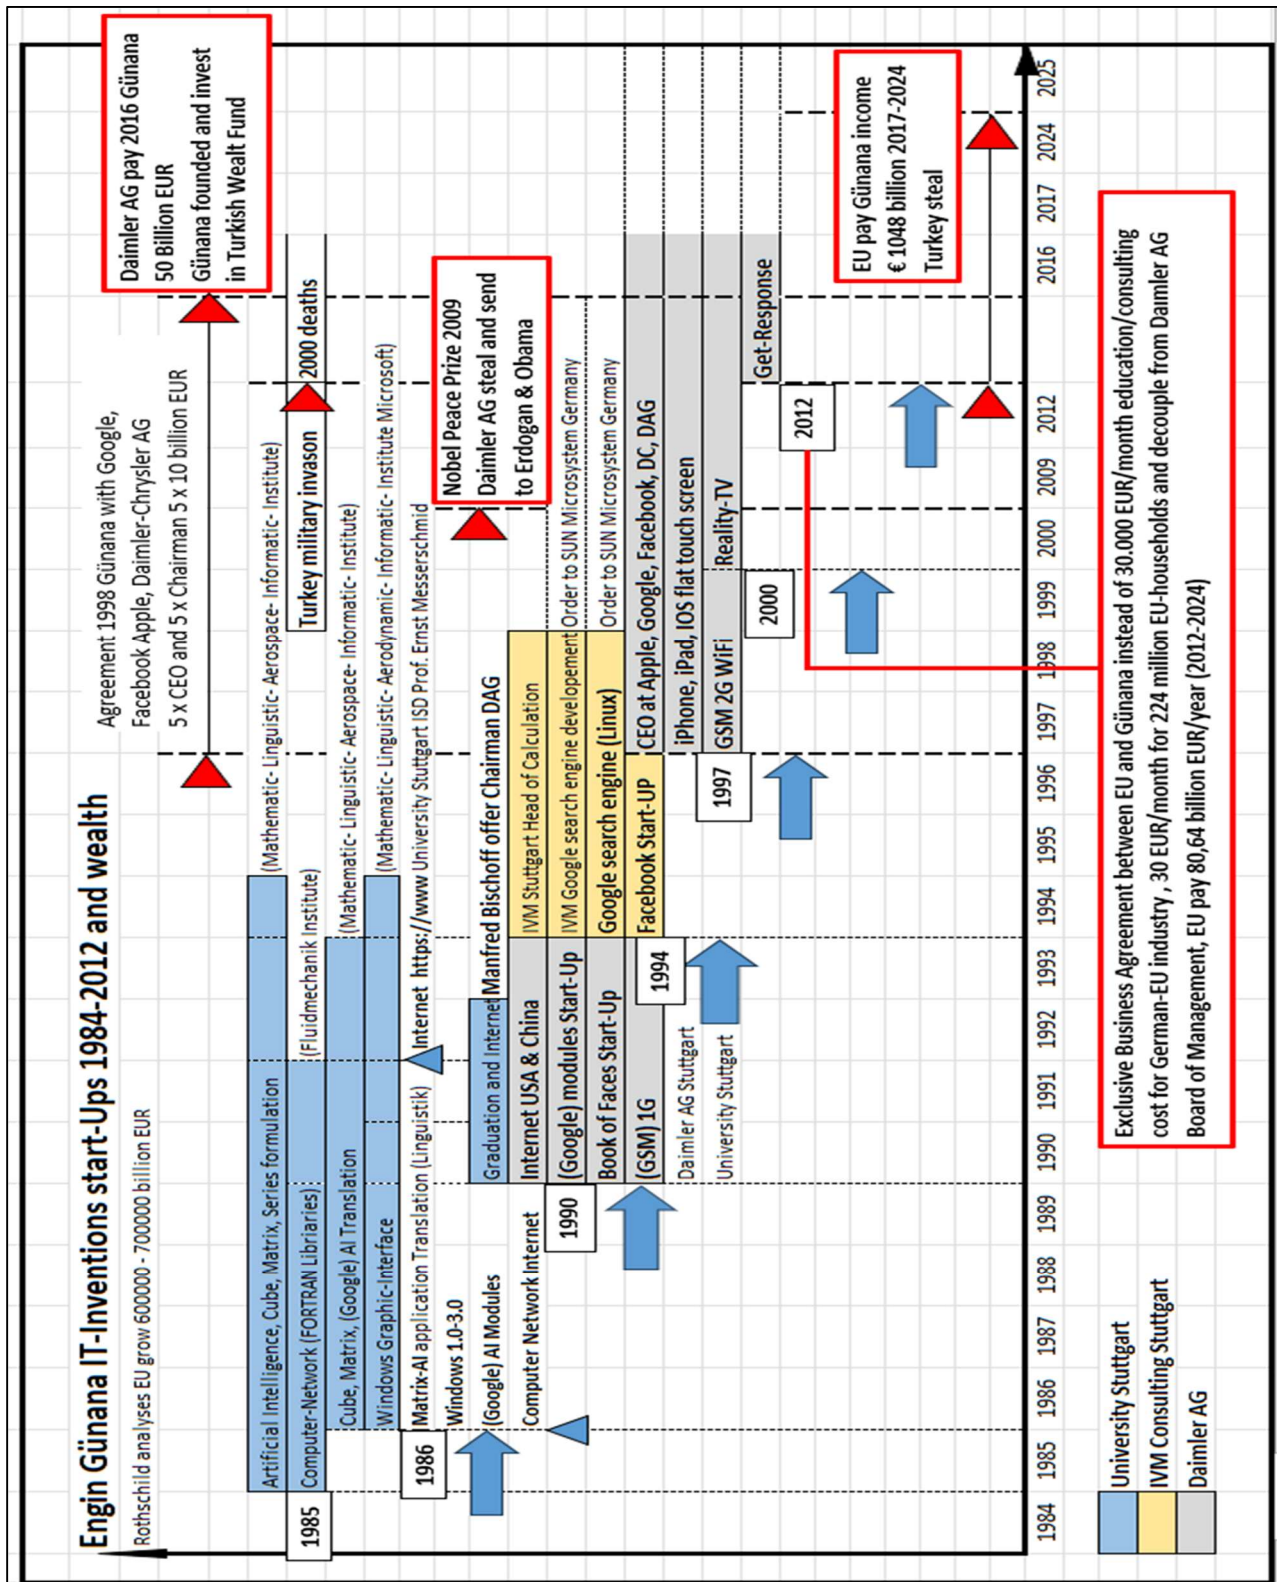 Engin Günana IT-Inventions start-Ups 1984-2012 and wealth
Rothschild analyses EU grow 600000 - 700000 billion EUR
Agreement 1998 Günana with Google,
Facebook Apple, Daimler-Chrysler AG
5 x CEO and 5 x Chairman 5 x 10 billion EUR
Daimler AG pay 2016 Günana
50 Billion EUR
Günana founded and invest
in Turkish Wealt Fund
Artificial Intelligence, Cube, Matrix, Series formulation
(Mathematic- Linguistic- Aerospace- Informatic- Institute)
1985
Computer-Network (FORTRAN Libriaries)
(Fluidmechanik Institute)
Turkey military invason
2000 deaths
Cube, Matrix, (Google) AI Translation
(Mathematic- Linguistic- Aerospace- Informatic- Institute)
Windows Graphic-Interface
(Mathematic- Linguistic- Aerodynamic- Informatic- Institute Microsoft)
1986
Matrix-AI application Translation (Linguistik)
Internet https://www University Stuttgart ISD Prof. Ernst Messerschmid
Windows 1.0-3.0
(Google) AI Modules
Computer Network Internet
Nobel Peace Prize 2009
Daimler AG steal and send
to Erdogan & Obama
Graduation and Internet
Manfred Bischoff offer Chairman DAG
Internet USA & China
IVM Stuttgart Head of Calculation
1990
(Google) modules Start-Up
IVM Google search engine developement
Order to SUN Microsystem Germany
Book of Faces Start-Up
Google search engine (Linux)
Order to SUN Microsystem Germany
(GSM) 1G
Facebook Start-UP
CEO at Apple, Google, Facebook, DC, DAG
1994
iPhone, iPad, IOS flat touch screen
Daimler AG Stuttgart
University Stuttgart
1997
GSM 2G WiFi
Reality-TV
2000
Get-Response
2012
EU pay Günana income
€ 1048 billion 2017-2024
Turkey steal
1984
1985
1986
1987
1988
1989
1990
1991
1992
1993
1994
1995
1996
1997
1998
1999
2000
2009
2012
2016
2017
2024
2025
University Stuttgart
IVM Consulting Stuttgart
Daimler AG
Exclusive Business Agreement between EU and Günana instead of 30.000 EUR/month education/consulting
cost for German-EU industry , 30 EUR/month for 224 million EU-households and decouple from Daimler AG
Board of Management, EU pay 80,64 billion EUR/year (2012-2024)